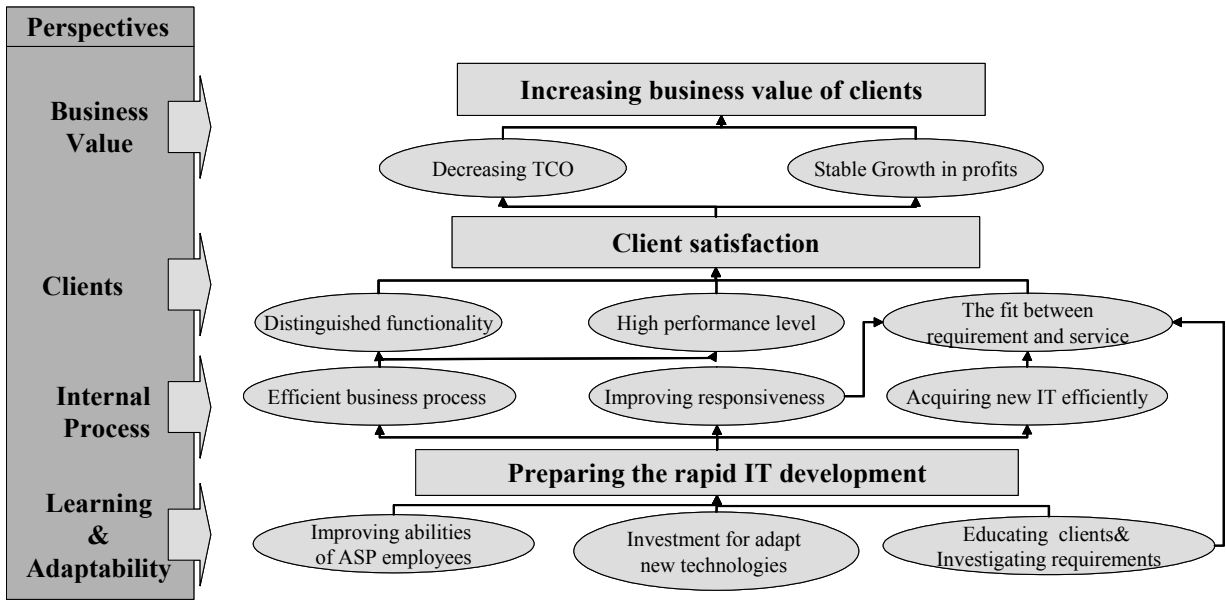 Perspectives
Business
Value
Increasing business value of clients
Decreasing TCO
Stable Growth in profits
Client satisfaction
Clients
Distinguished functionality
High performance level
The fit between
requirement and service
Internal
Process
Efficient business process
Improving responsiveness
Acquiring new IT efficiently
Preparing the rapid IT development
Learning
&
Adaptability
Improving abilities
of ASP employees
Investment for adapt
new technologies
Educating clients&
Investigating requirements